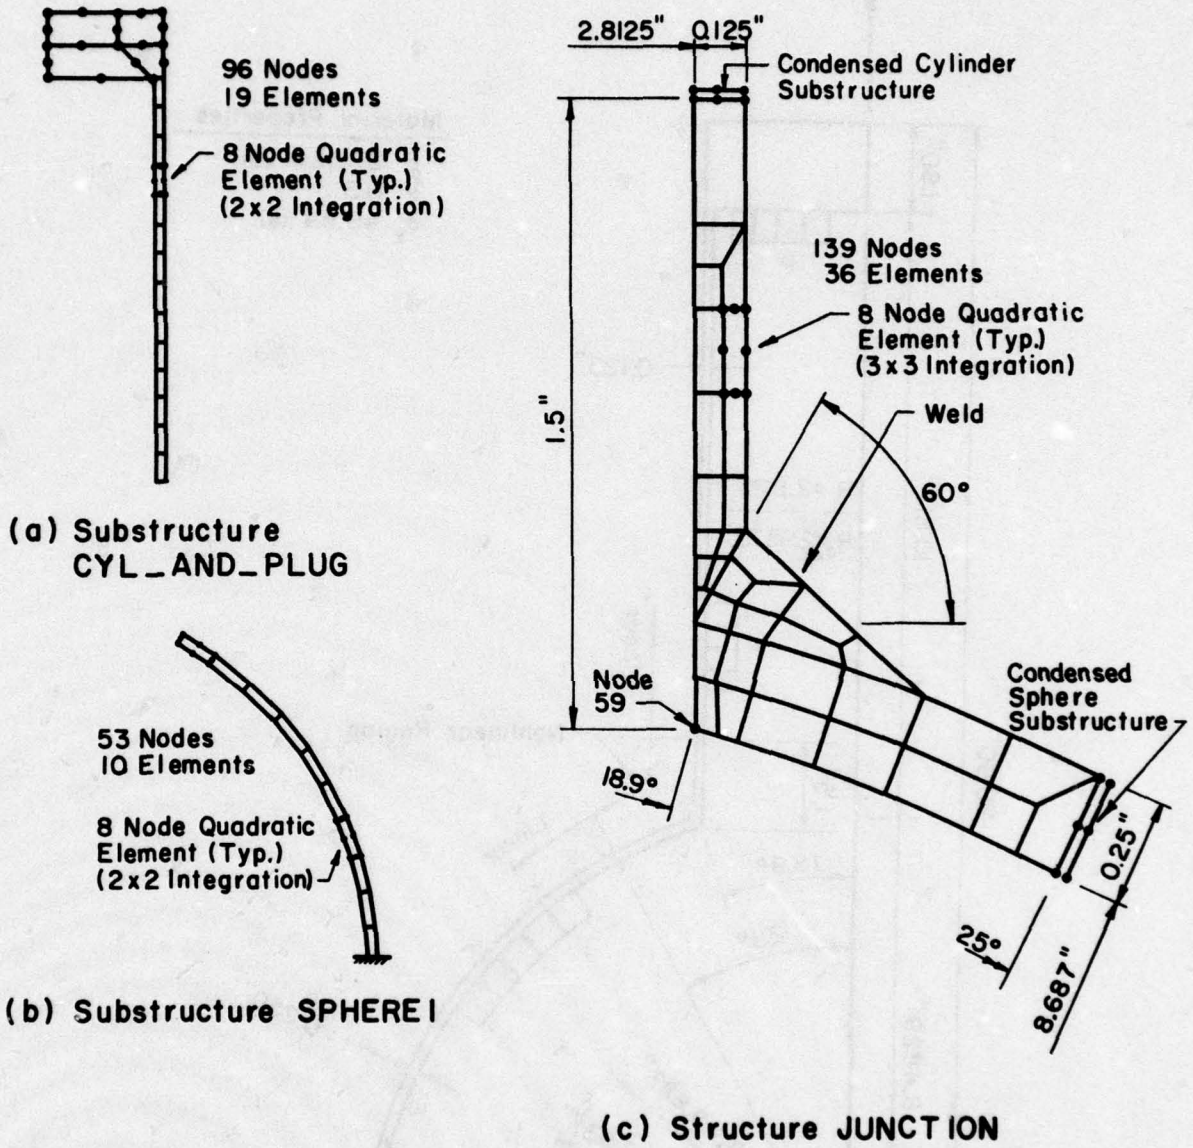 96 Nodes
19 Elements
8 Node Quadratic
Element (Typ.)
(2x2 Integration)
(a) Substructure
CYL_AND_PLUG
53 Nodes
10 Elements
8 Node Quadratic
Element (Typ.)
(2x2 Integration)
(b) Substructure SPHERE1
2.8125" 0.125"
Condensed Cylinder
Substructure
139 Nodes
36 Elements
8 Node Quadratic
Element (Typ.)
(3x3 Integration)
1.5"
Weld
60°
Node
59
18.9°
Condensed
Sphere
Substructure
0.25"
25°
8.687"
(c) Structure JUNCTION